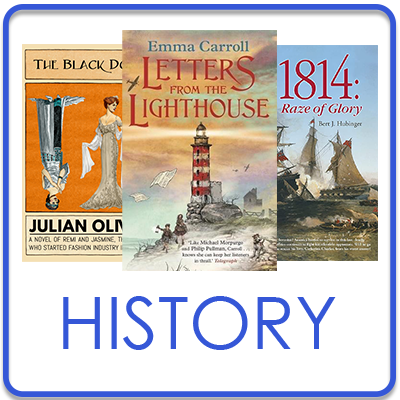 THE BLACK DO
JULIAN OLI
A NOVEL OF REMI AND JASMINE, TH
WHO STARTED FASHION INDUSTRY I
Emma Carroll
LETTERS
FROM THE
LIGHTHOUSE
'Like Michael Morpurgo
and Philip Pullman, Carroll
knows she can keep her listeners
in thrall.' Telegraph
1814:
Raze of Glory
Bert J. Hubinger
HISTORY